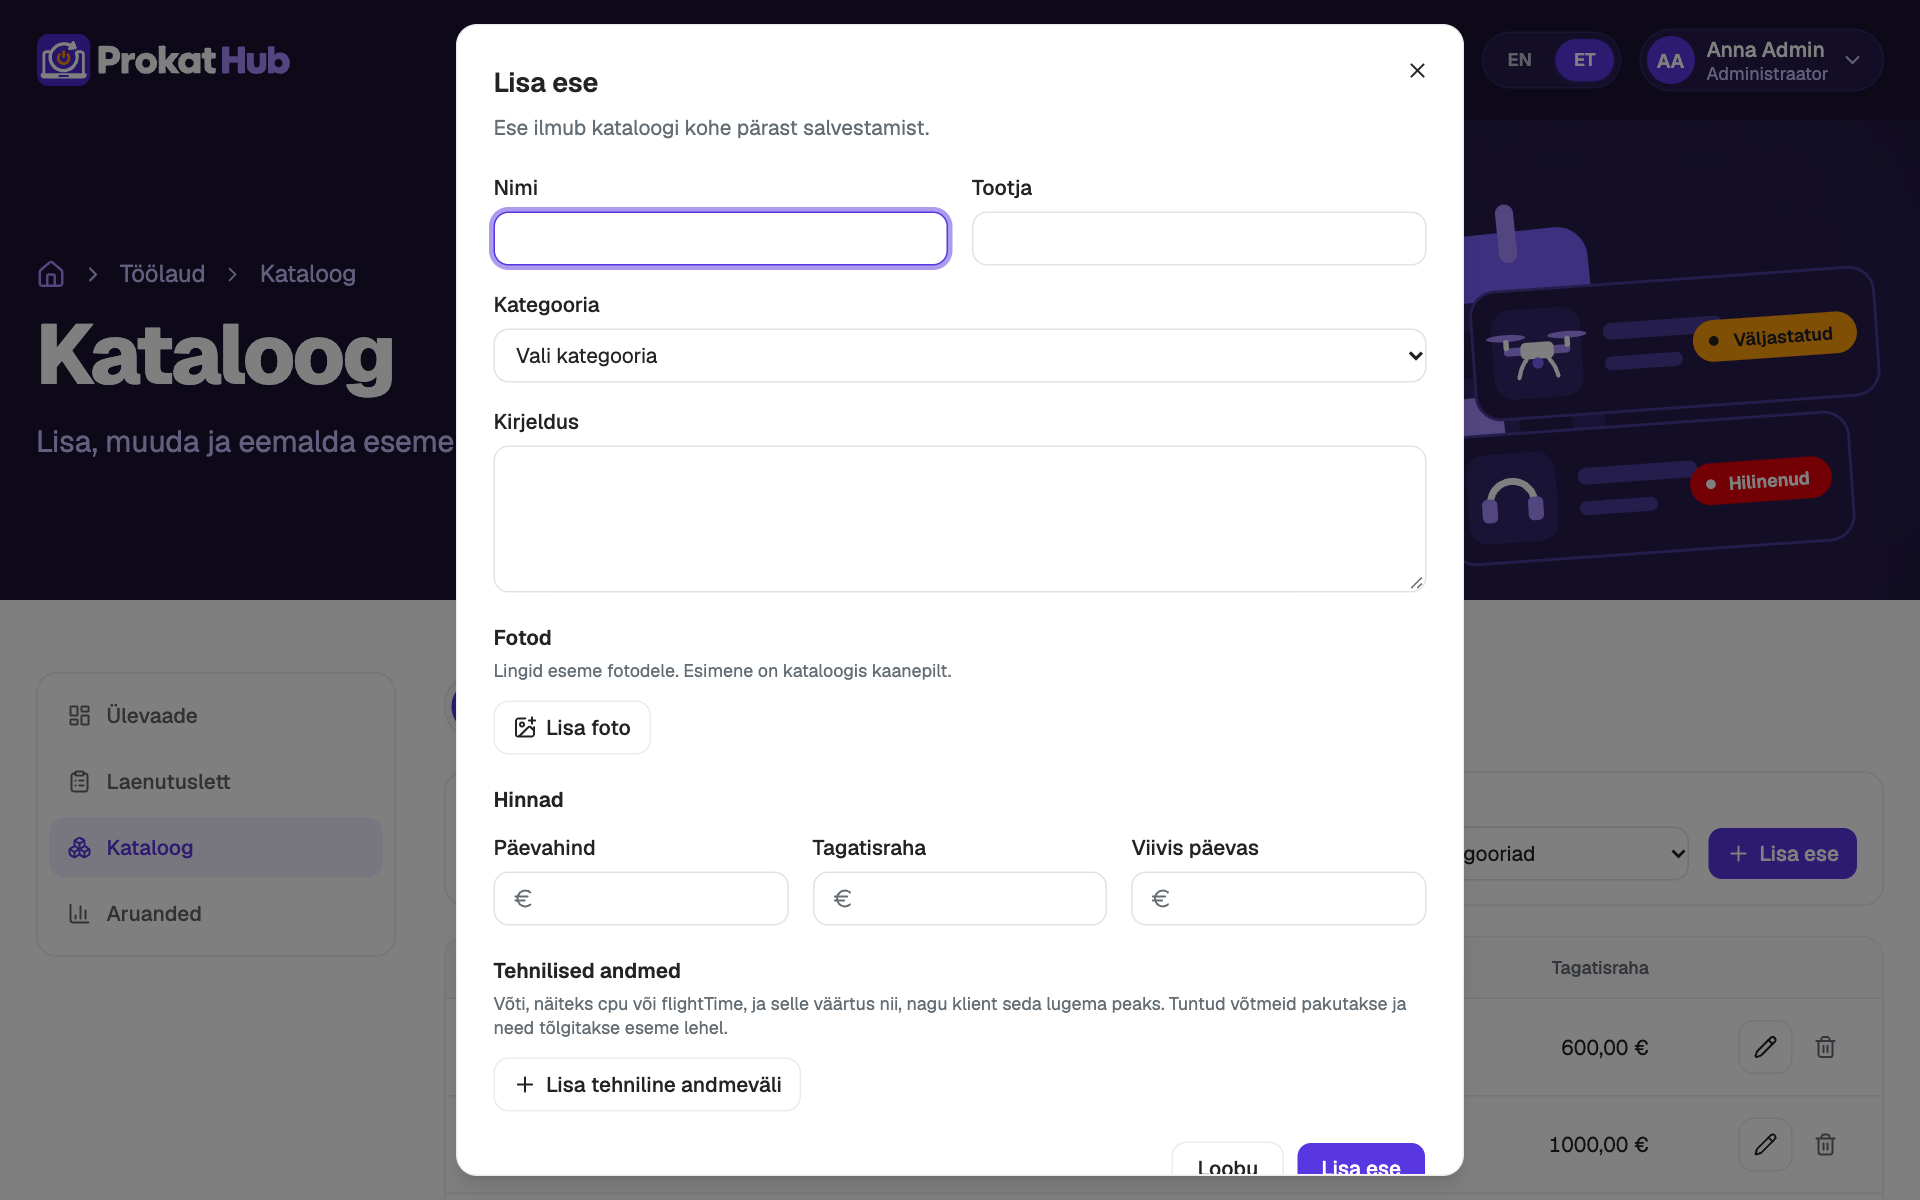 Prokat Hub
EN
ET
AA
Anna Admin
Administraator
Töölaud
Kataloog
Kataloog
Lisa, muuda ja eemalda eseme
Väljastatud
Hilinenud
Ülevaade
Laenutuslett
Kataloog
Aruanded
Lisa ese
Ese ilmub kataloogi kohe pärast salvestamist.
Nimi
Tootja
Kategooria
Vali kategooria
Kirjeldus
Fotod
Lingid eseme fotodele. Esimene on kataloogis kaanepilt.
Lisa foto
Hinnad
Päevahind
Tagatisraha
Viivis päevas
€
€
€
Tehnilised andmed
Võti, näiteks cpu või flightTime, ja selle väärtus nii, nagu klient seda lugema peaks. Tuntud võtmeid pakutakse ja
need tõlgitakse eseme lehel.
Lisa tehniline andmeväli
Loobu
Lisa ese
gooriad
Lisa ese
Tagatisraha
600,00 €
1000,00 €